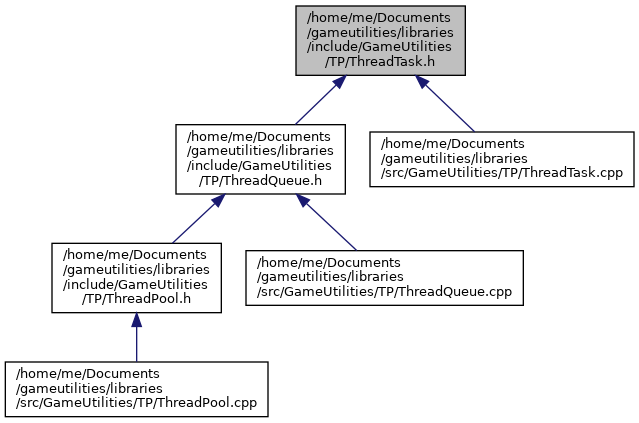 /home/me/Documents
/gameutilities/libraries
/include/GameUtilities
/TP/ThreadTask.h
/home/me/Documents
/gameutilities/libraries
/include/GameUtilities
/TP/ThreadQueue.h
/home/me/Documents
/gameutilities/libraries
/src/GameUtilities/TP/ThreadTask.cpp
/home/me/Documents
/gameutilities/libraries
/include/GameUtilities
/TP/ThreadPool.h
/home/me/Documents
/gameutilities/libraries
/src/GameUtilities/TP/ThreadQueue.cpp
/home/me/Documents
/gameutilities/libraries
/src/GameUtilities/TP/ThreadPool.cpp